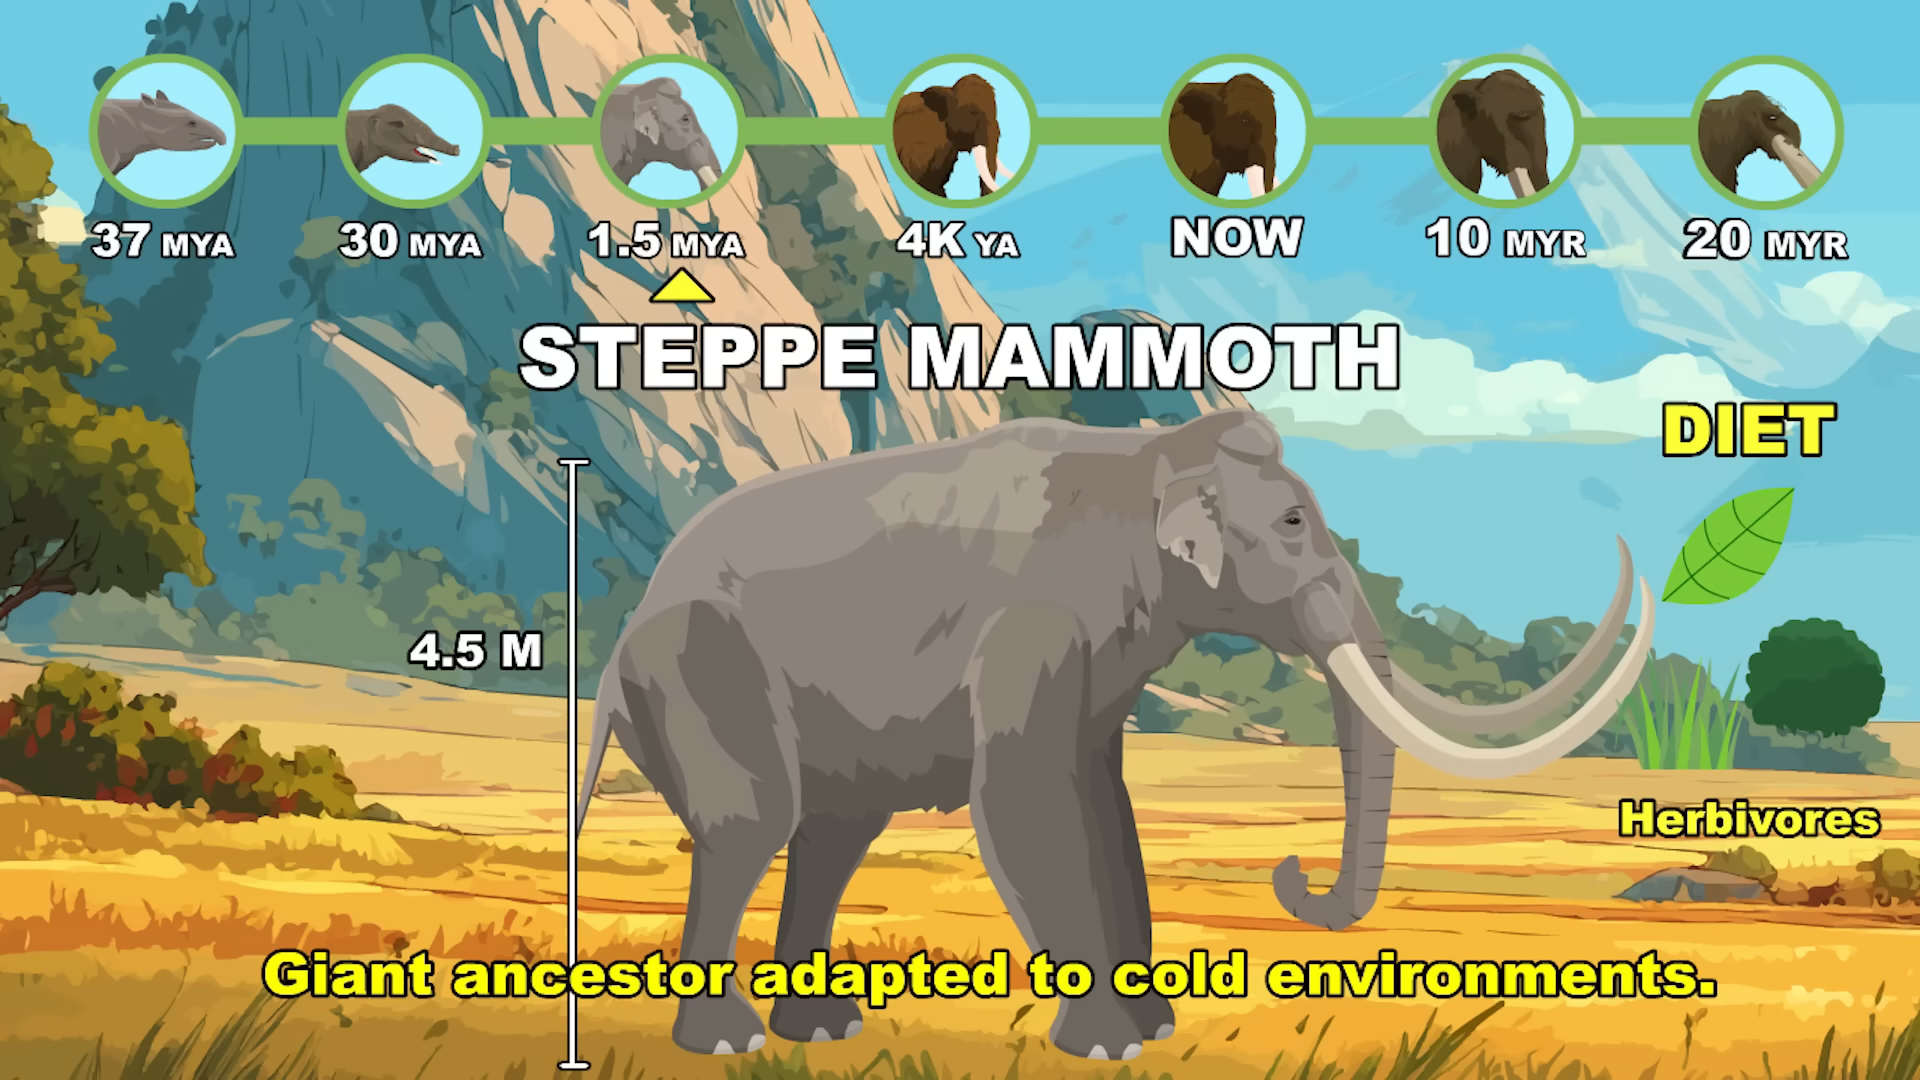 37 MYA 30 MYA 1.5 MYA 4K YA NOW 10 MYR 20 MYR
STEPPE MAMMOTH
DIET
4.5 M
Herbivores
Giant ancestor adapted to cold environments.